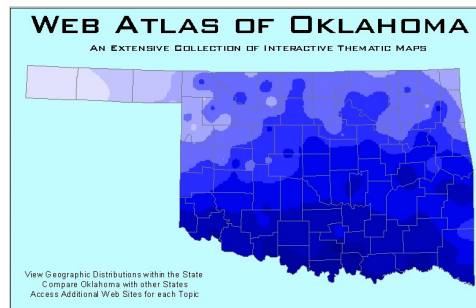 WEB ATLAS OF OKLAHOMA
AN EXTENSIVE COLLECTION OF INTERACTIVE THEMATIC MAPS
View Geographic Distributions within the State
Compare Oklahoma with other States
Access Additional Web Sites for each Topic